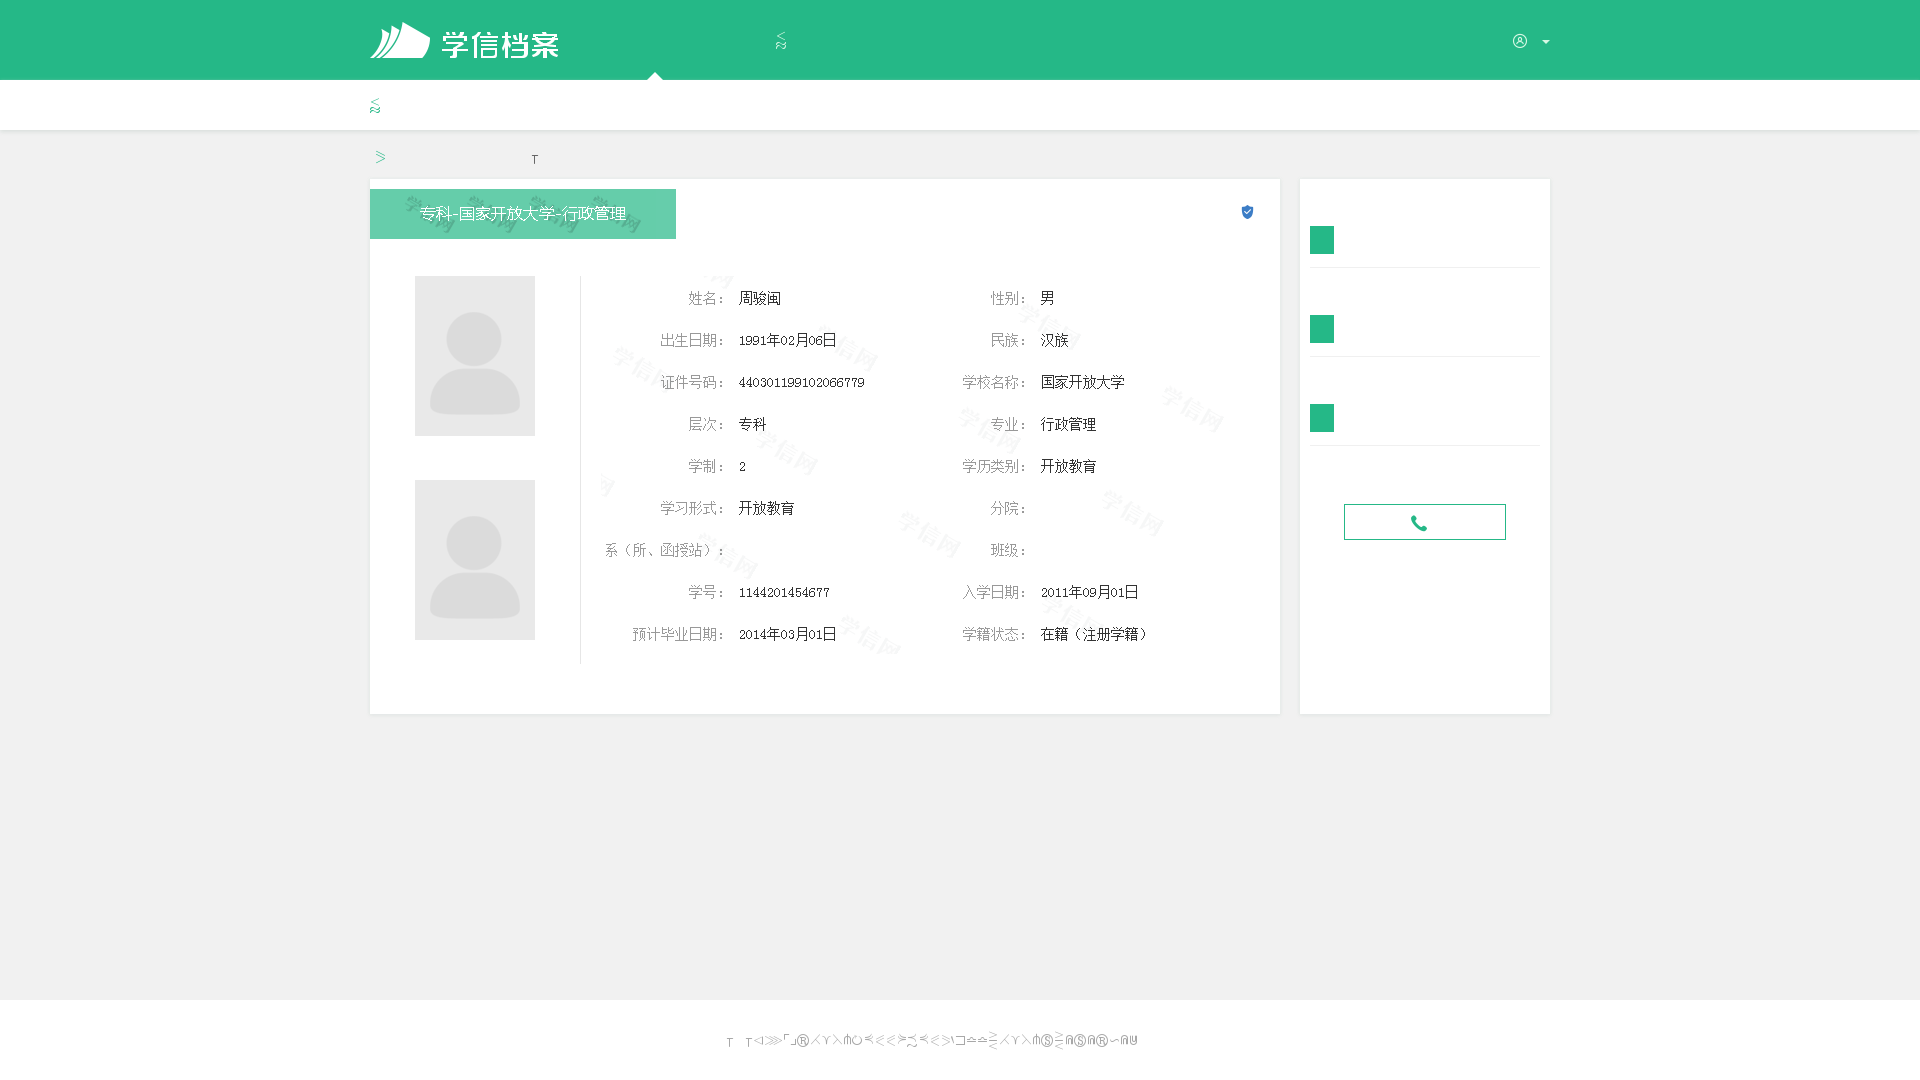 学信档案
专科-国家开放大学-行政管理
姓名： 周骏闽 性别： 男
出生日期： 1991年02月06日 民族： 汉族
证件号码： 440301199102066779 学校名称： 国家开放大学
层次： 专科 专业： 行政管理
学制： 2 学历类别： 开放教育
学习形式： 开放教育 分院：
系（所、函授站）： 班级：
学号： 1144201454677 入学日期： 2011年09月01日
预计毕业日期： 2014年03月01日 学籍状态： 在籍（注册学籍）
学信网